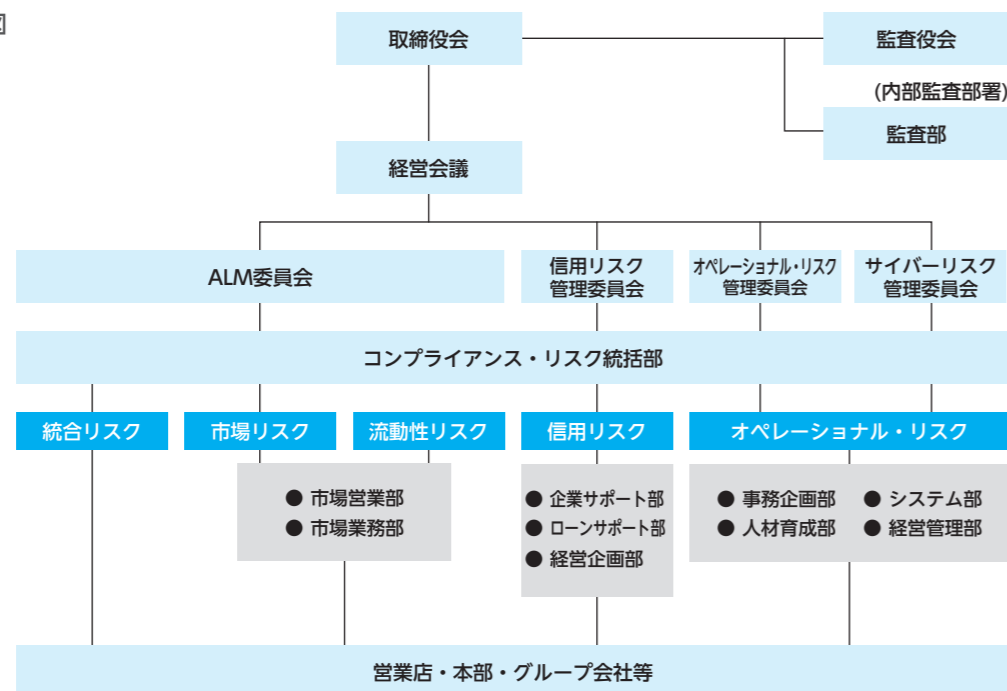 図
取締役会
監査役会
(内部監査部署)
監査部
経営会議
ALM委員会
信用リスク
管理委員会
オペレーショナル・リスク
管理委員会
サイバーリスク
管理委員会
コンプライアンス・リスク統括部
統合リスク
市場リスク
流動性リスク
信用リスク
オペレーショナル・リスク
● 市場営業部
● 市場業務部
● 企業サポート部
● ローンサポート部
● 経営企画部
● 事務企画部
● 人材育成部
● システム部
● 経営管理部
営業店・本部・グループ会社等